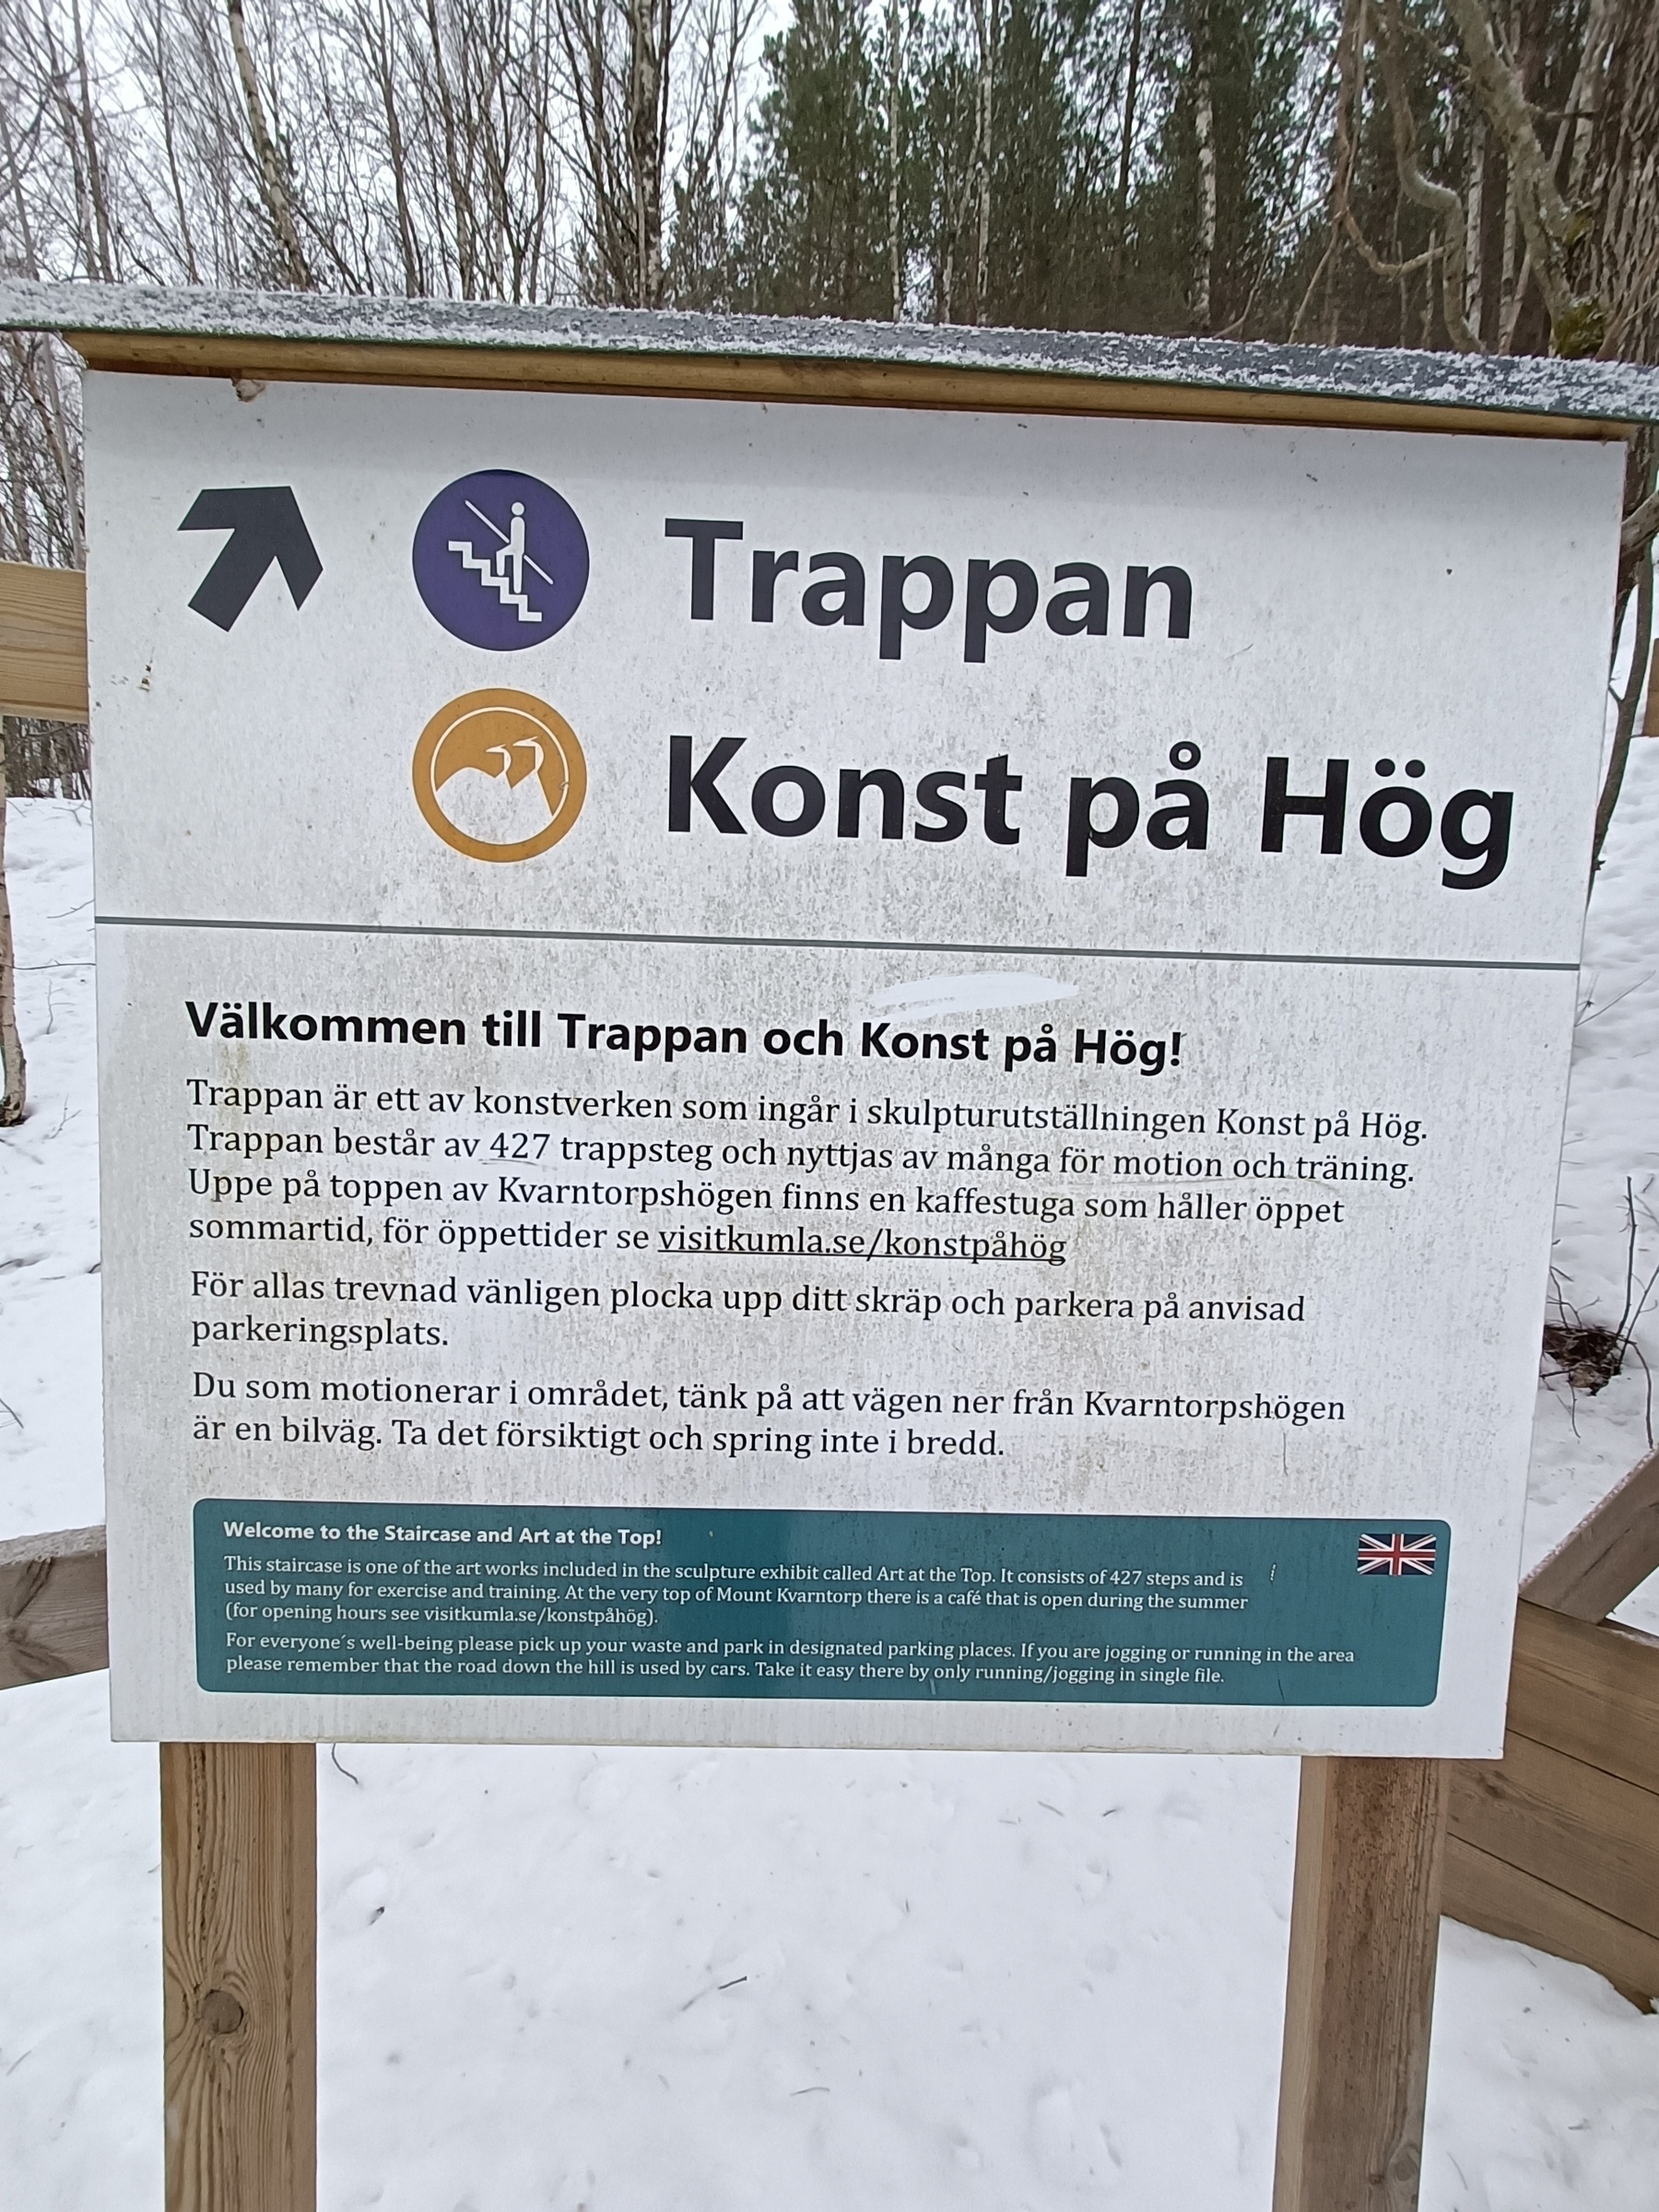 Trappan
Konst på Hög
Välkommen till Trappan och Konst på Hög!
Trappan är ett av konstverken som ingår i skulpturutställningen Konst på Hög.
Trappan består av 427 trappsteg och nyttjas av många för motion och träning.
Uppe på toppen av Kvarntorpshögen finns en kaffestuga som håller öppet
sommartid, för öppettider se visitkumla.se/konstpåhög
För allas trevnad vänligen plocka upp ditt skräp och parkera på anvisad
parkeringsplats.
Du som motionerar i området, tänk på att vägen ner från Kvarntorpshögen
är en bilväg. Ta det försiktigt och spring inte i bredd.
Welcome to the Staircase and Art at the Top!
This staircase is one of the art works included in the sculpture exhibit called Art at the Top. It consists of 427 steps and is
used by many for exercise and training. At the very top of Mount Kvarntorp there is a café that is open during the summer
(for opening hours see visitkumla.se/konstpåhög).
For everyone´s well-being please pick up your waste and park in designated parking places. If you are jogging or running in the area
please remember that the road down the hill is used by cars. Take it easy there by only running/jogging in single file.